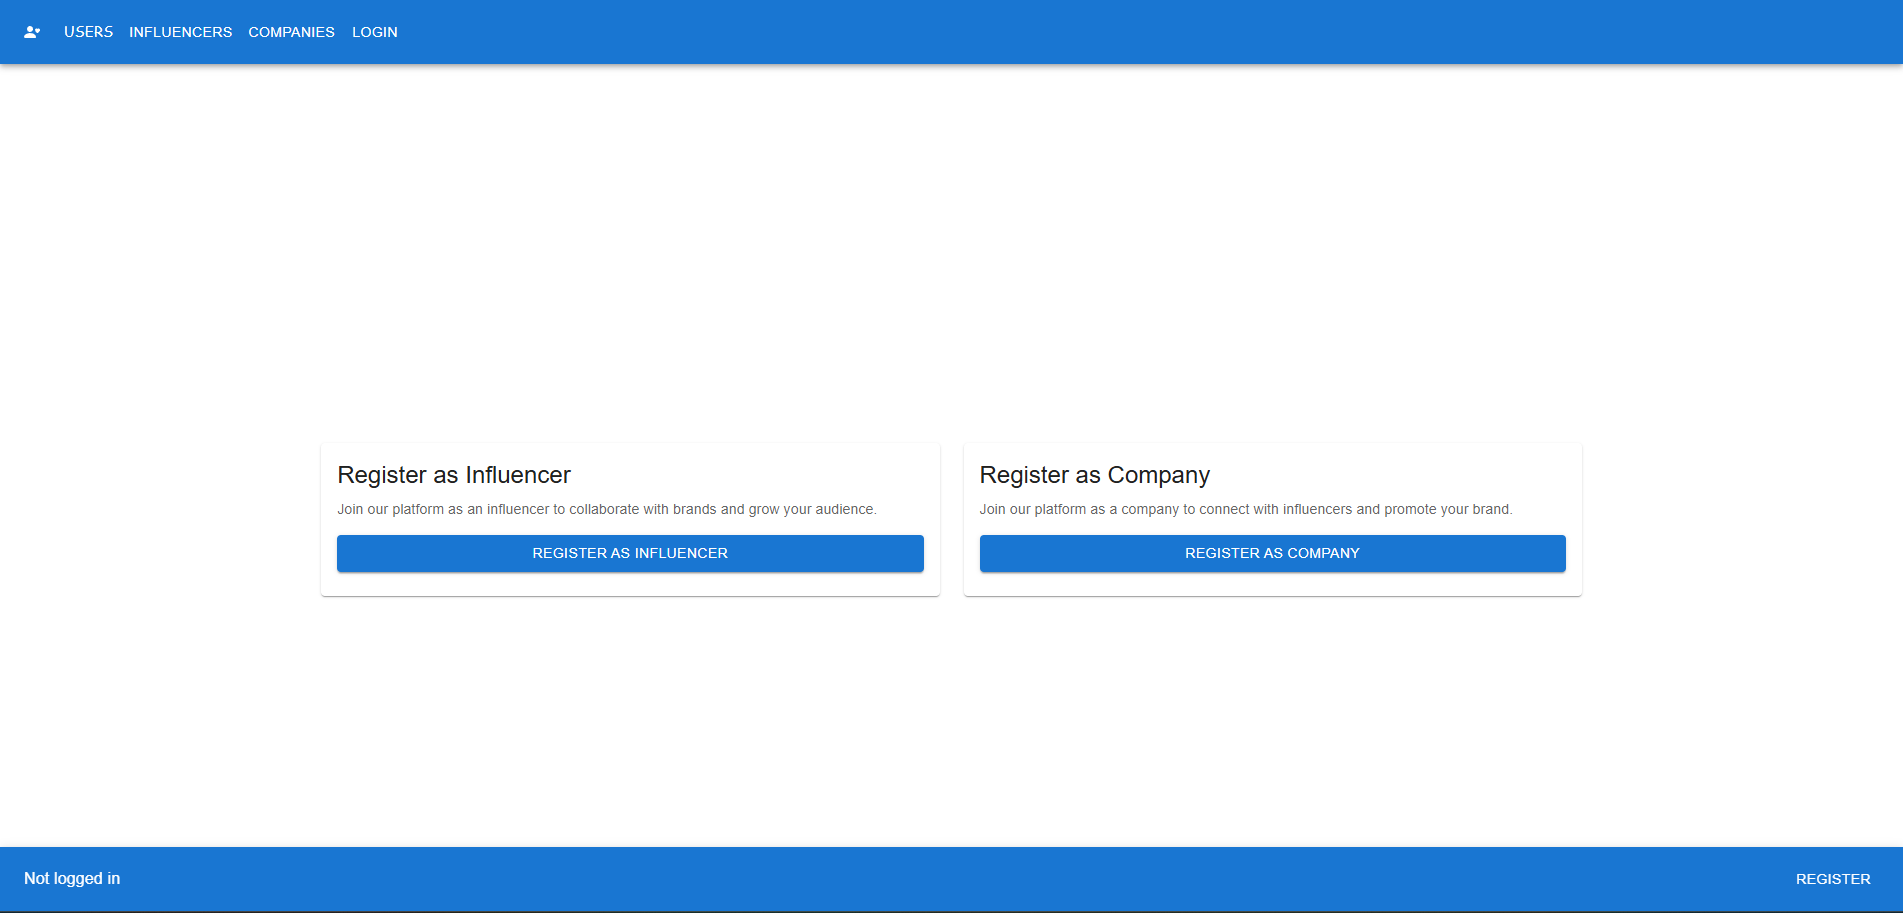 USERS INFLUENCERS COMPANIES LOGIN
Register as Influencer
Join our platform as an influencer to collaborate with brands and grow your audience.
REGISTER AS INFLUENCER
Register as Company
Join our platform as a company to connect with influencers and promote your brand.
REGISTER AS COMPANY
Not logged in
REGISTER